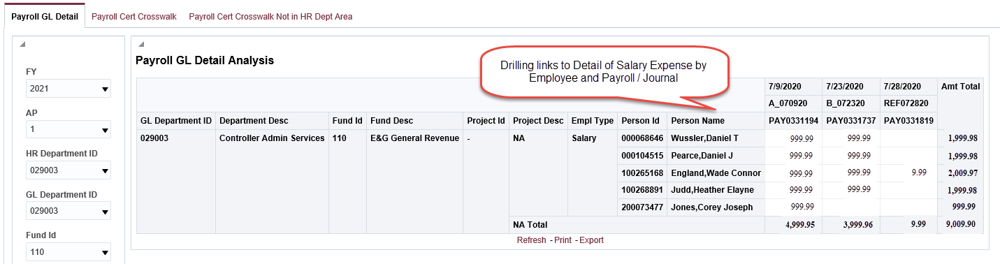 Payroll GL Detail Payroll Cert Crosswalk Payroll Cert Crosswalk Not in HR Dept Area
FY
2021
AP
1
HR Department ID
029003
GL Department ID
029003
Fund Id
110
Payroll GL Detail Analysis
Drilling links to Detail of Salary Expense by
Employee and Payroll / Journal
7/9/2020 7/23/2020 7/28/2020 Amt Total
A_070920 B_072320 REF072820
GL Department ID Department Desc Fund Id Fund Desc Project Id Project Desc Empl Type Person Id Person Name PAY0331194 PAY0331737 PAY0331819
029003 Controller Admin Services 110 E&G General Revenue - NA Salary 000068646 Wussler,Daniel T 999.99 999.99 1,999.98
000104515 Pearce,Daniel J 999.99 999.99 1,999.98
100265168 England,Wade Connor 999.99 999.99 9.99 2,009.97
100268891 Judd,Heather Elayne 999.99 999.99 1,999.98
200073477 Jones,Corey Joseph 999.99 999.99
NA Total 4,999.95 3,999.96 9.99 9,009.90
Refresh - Print - Export